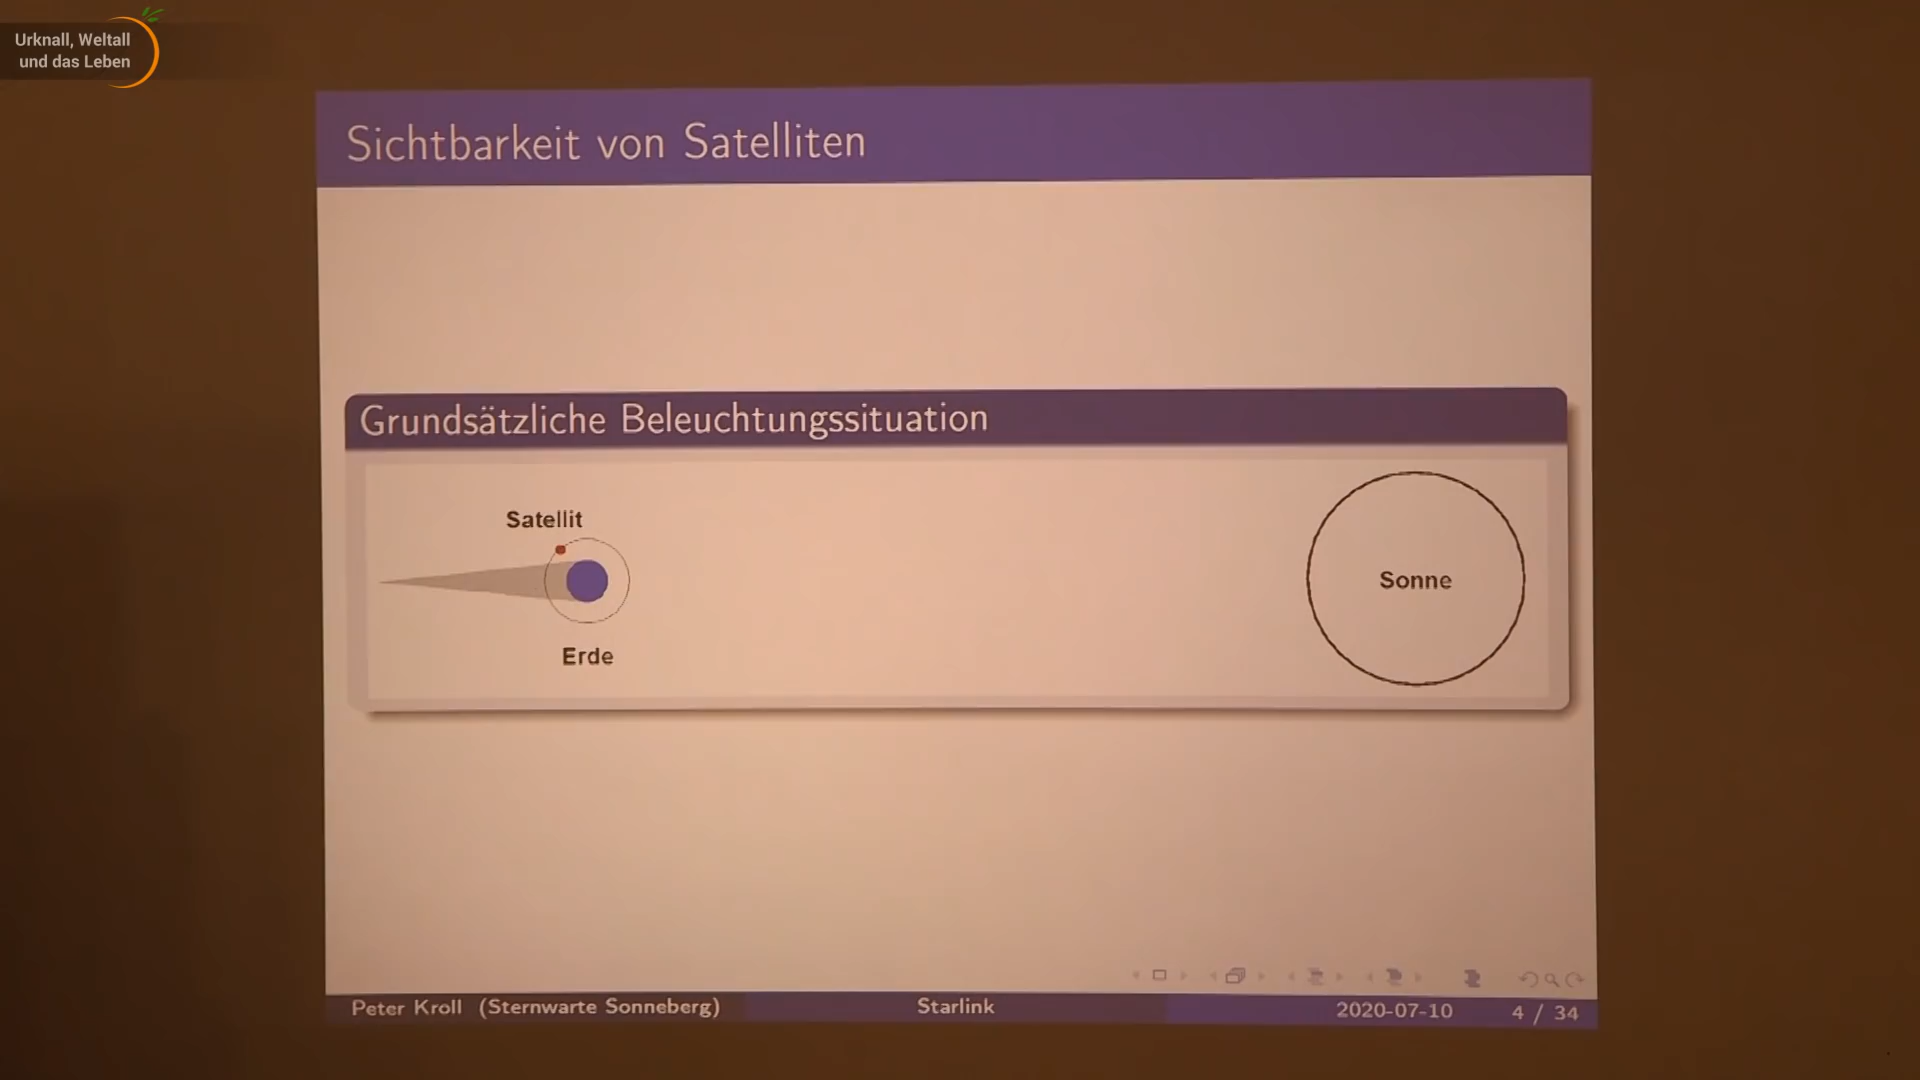 Urknall, Weltall
und das Leben
Sichtbarkeit von Satelliten
Grundsätzliche Beleuchtungssituation
Satellit
Erde
Sonne
Peter Kroll (Sternwarte Sonneberg)
Starlink
2020-07-10
4 / 34